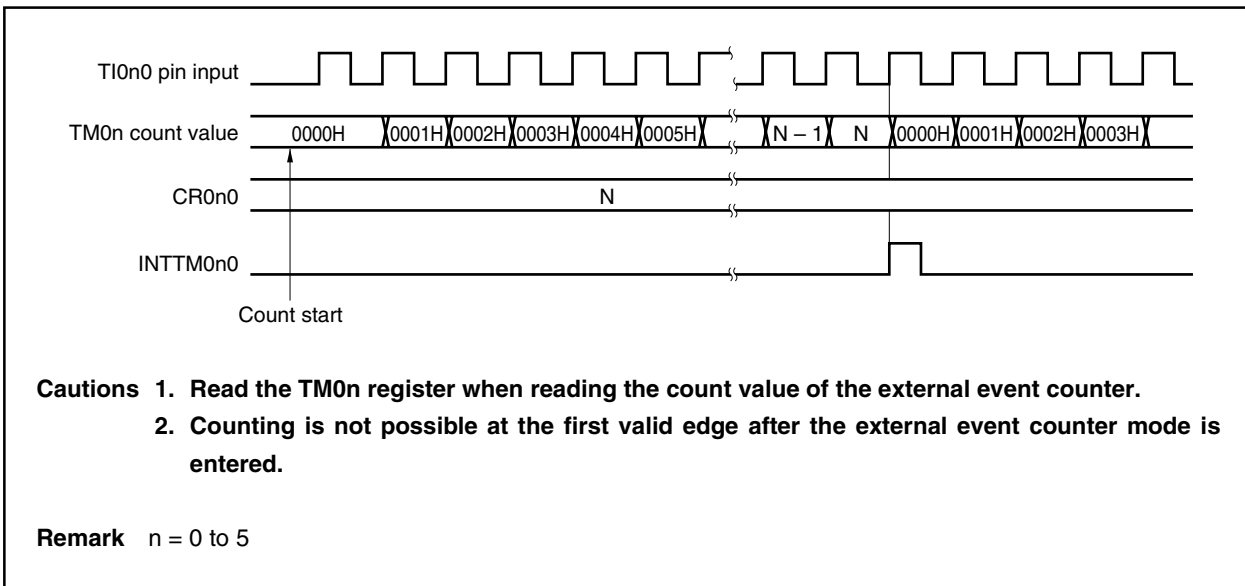 TI0n0 pin input
TM0n count value 0000H 0001H 0002H 0003H 0004H 0005H N – 1 N 0000H 0001H 0002H 0003H
CR0n0 N
INTTM0n0
Count start
Cautions 1. Read the TM0n register when reading the count value of the external event counter.
2. Counting is not possible at the first valid edge after the external event counter mode is
entered.
Remark n = 0 to 5